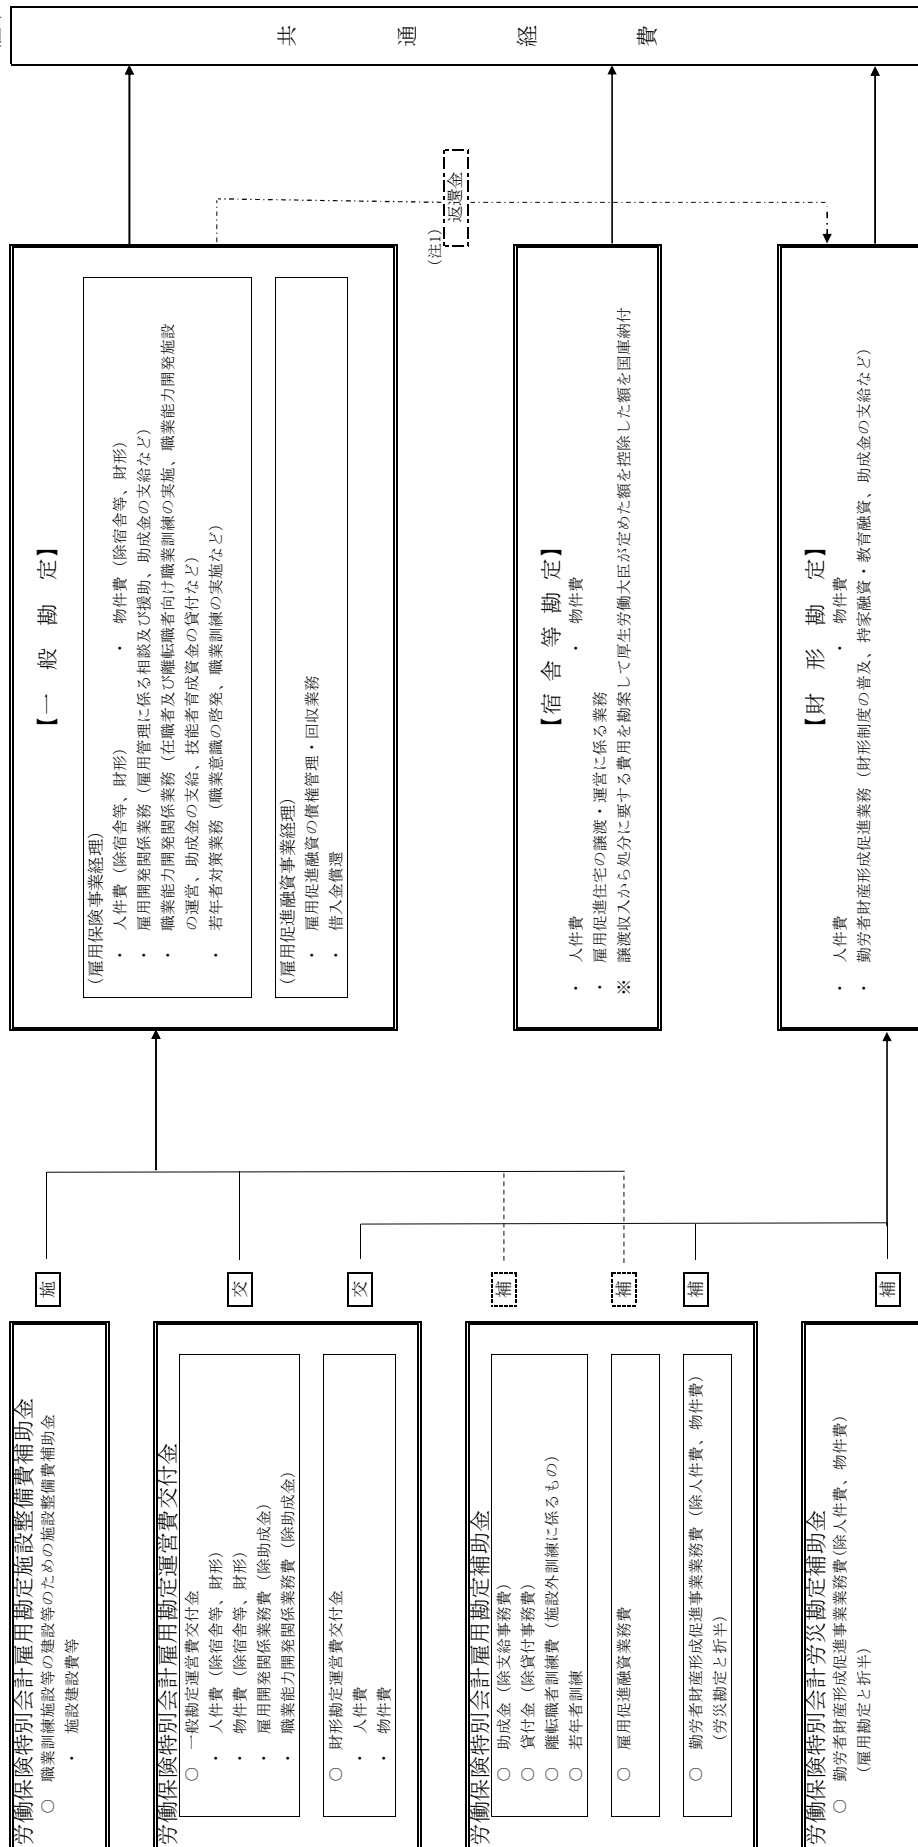 労働保険特別会計雇用勘定施設整備費補助金
○ 職業訓練施設等の建設等のための施設整備費補助金
・ 施設建設費等
労働保険特別会計雇用勘定運営費交付金
○ 一般勘定運営費交付金
・ 人件費（除宿舎等、財形）
・ 物件費（除宿舎等、財形）
・ 雇用開発関係業務費（除助成金）
・ 職業能力開発関係業務費（除助成金）
○ 財形勘定運営費交付金
・ 人件費
・ 物件費
労働保険特別会計雇用勘定補助金
○ 助成金（除支給事務費）
○ 貸付金（除貸付事務費）
○ 離転職者訓練費（施設外訓練に係るもの）
○ 若年者訓練
○ 雇用促進融資業務費
○ 勤労者財産形成促進事業業務費（除人件費、物件費）
（労災勘定と折半）
労働保険特別会計労災勘定補助金
○ 勤労者財産形成促進事業業務費（除人件費、物件費）
（雇用勘定と折半）
施
交
交
補
補
補
補
【一 般 勘 定】
（雇用保険事業経理）
・ 人件費（除宿舎等、財形） ・ 物件費（除宿舎等、財形）
・ 雇用開発関係業務（雇用管理に係る相談及び援助、助成金の支給など）
・ 職業能力開発関係業務（在職者及び離転職者向け職業訓練の実施、職業能力開発施設
の運営、助成金の支給、技能者育成資金の貸付など）
・ 若年者対策業務（職業意識の啓発、職業訓練の実施など）
（雇用促進融資事業経理）
・ 雇用促進融資の債権管理・回収業務
・ 借入金償還
【宿 舎 等 勘 定】
・ 人件費 ・ 物件費
・ 雇用促進住宅の譲渡・運営に係る業務
※ 譲渡収入から処分に要する費用を勘案して厚生労働大臣が定めた額を控除した額を国庫納付
【財 形 勘 定】
・ 人件費 ・ 物件費
・ 勤労者財産形成促進業務（財形制度の普及、持家融資・教育融資、助成金の支給など）
（注1）
返還金
共 通 経 費